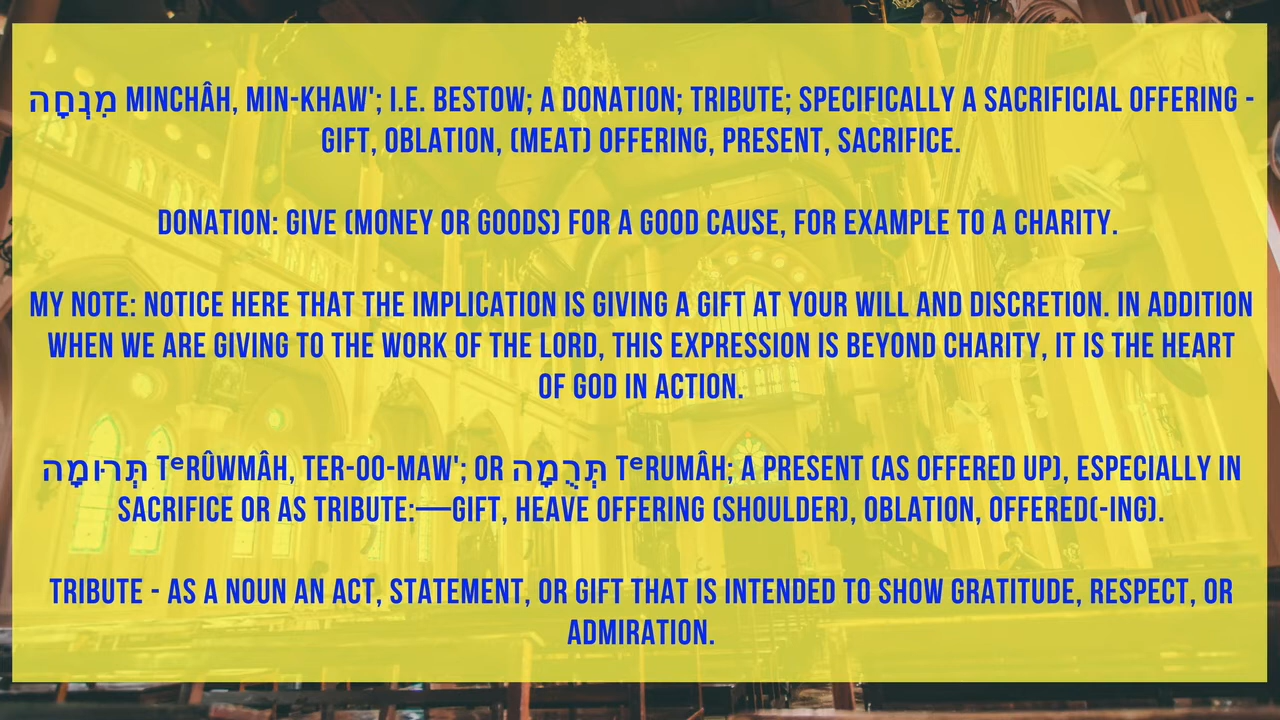 מִנְחָה MINCHÂH, MIN-KHAW'; I.E. BESTOW; A DONATION; TRIBUTE; SPECIFICALLY A SACRIFICIAL OFFERING -
GIFT, OBLATION, (MEAT) OFFERING, PRESENT, SACRIFICE.
DONATION: GIVE (MONEY OR GOODS) FOR A GOOD CAUSE, FOR EXAMPLE TO A CHARITY.
MY NOTE: NOTICE HERE THAT THE IMPLICATION IS GIVING A GIFT AT YOUR WILL AND DISCRETION. IN ADDITION
WHEN WE ARE GIVING TO THE WORK OF THE LORD, THIS EXPRESSION IS BEYOND CHARITY, IT IS THE HEART
OF GOD IN ACTION.
תְּרוּמָה TᵉRÛWMÂH, TER-OO-MAW'; OR תְּרֻמָה TᵉRUMÂH; A PRESENT (AS OFFERED UP), ESPECIALLY IN
SACRIFICE OR AS TRIBUTE:—GIFT, HEAVE OFFERING (SHOULDER), OBLATION, OFFERED(-ING).
TRIBUTE - AS A NOUN AN ACT, STATEMENT, OR GIFT THAT IS INTENDED TO SHOW GRATITUDE, RESPECT, OR
ADMIRATION.